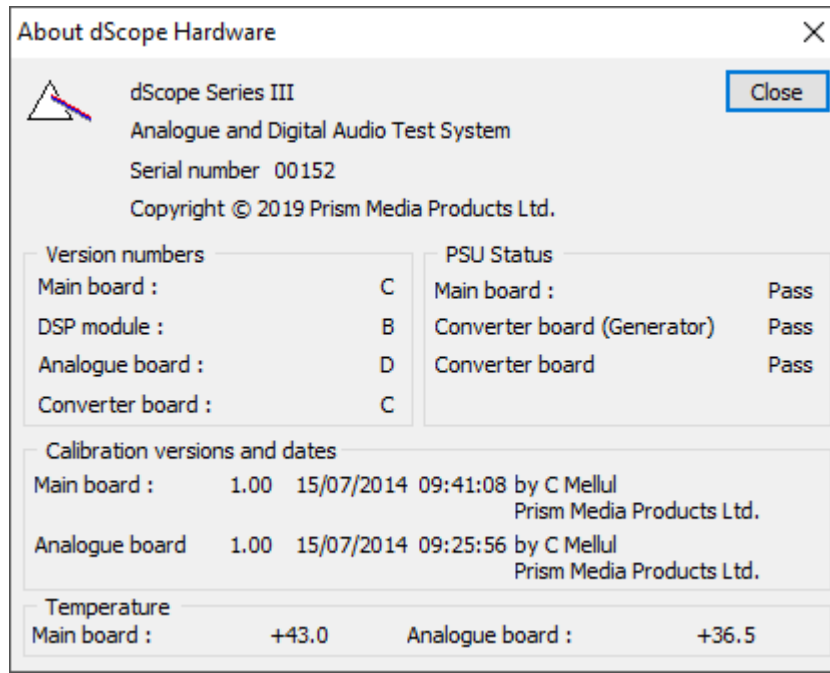 About dScope Hardware
Close
dScope Series III
Analogue and Digital Audio Test System
Serial number 00152
Copyright © 2019 Prism Media Products Ltd.
Version numbers
Main board : C
DSP module : B
Analogue board : D
Converter board : C
PSU Status
Main board : Pass
Converter board (Generator) Pass
Converter board Pass
Calibration versions and dates
Main board : 1.00 15/07/2014 09:41:08 by C Mellul
Prism Media Products Ltd.
Analogue board 1.00 15/07/2014 09:25:56 by C Mellul
Prism Media Products Ltd.
Temperature
Main board : +43.0 Analogue board : +36.5